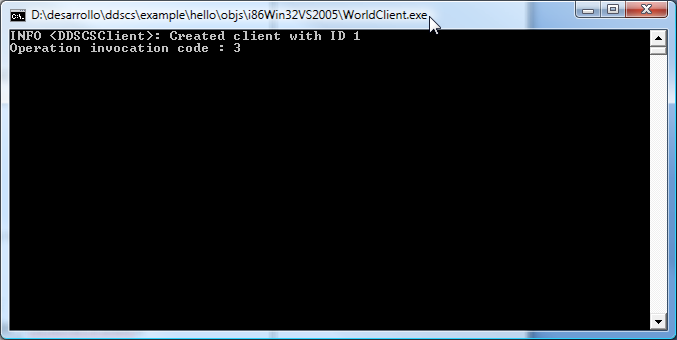 D:\desarrollo\ddscs\example\hello\objs\i86Win32VS2005\WorldClient.exe
INFO <DDSCSClient>: Created client with ID 1
Operation invocation code : 3